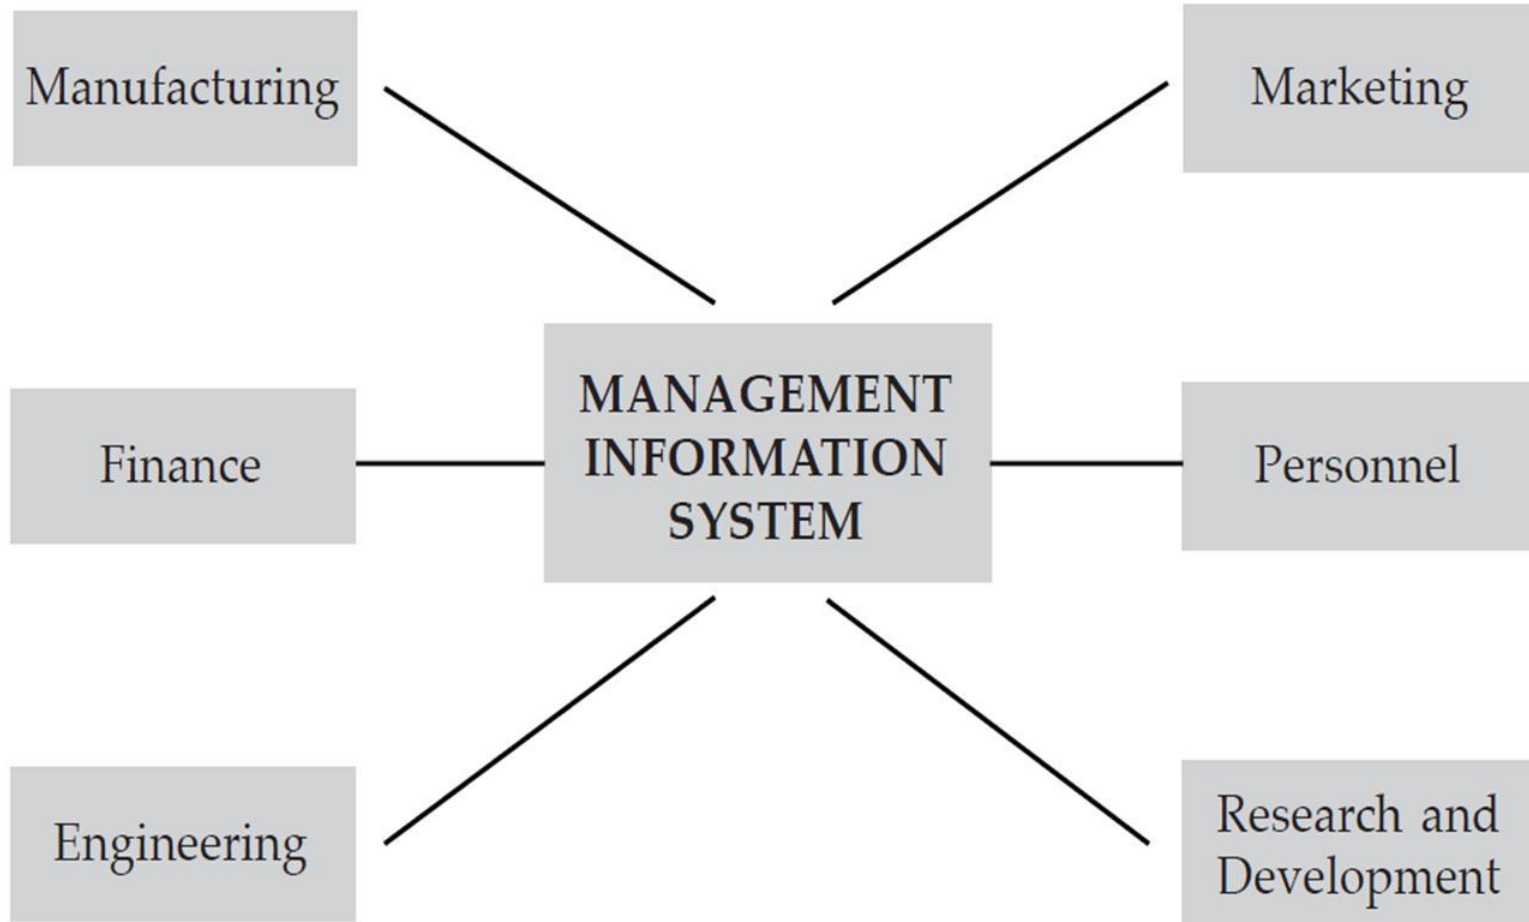 Manufacturing
Marketing
MANAGEMENT
INFORMATION
SYSTEM
Finance
Personnel
Engineering
Research and
Development